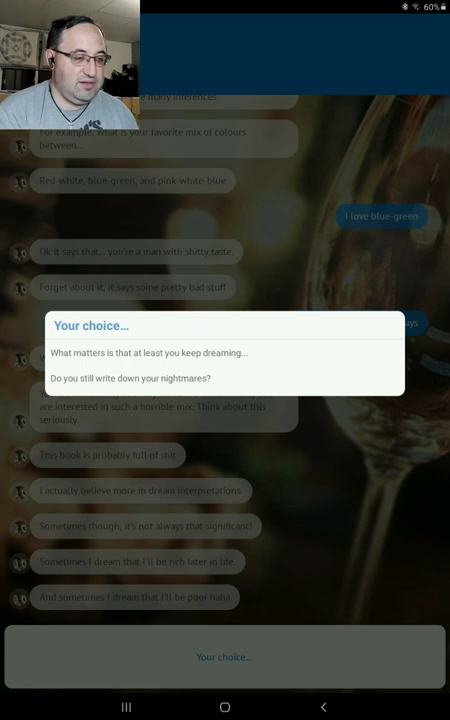 60%
many inferences
For example, what is your favorite mix of colours
between...
Red-white, blue-green, and pink-white-blue
I love blue-green
Ok it says that... you're a man with shitty taste.
Forget about it, it says some pretty bad stuff
ays
Your choice...
What matters is that at least you keep dreaming...
Do you still write down your nightmares?
are interested in such a horrible mix. Think about this
seriously.
This book is probably full of shit
I actually believe more in dream interpretations.
Sometimes though, it's not always that significant!
Sometimes I dream that I'll be rich later in life.
And sometimes I dream that I'll be poor haha.
Your choice...